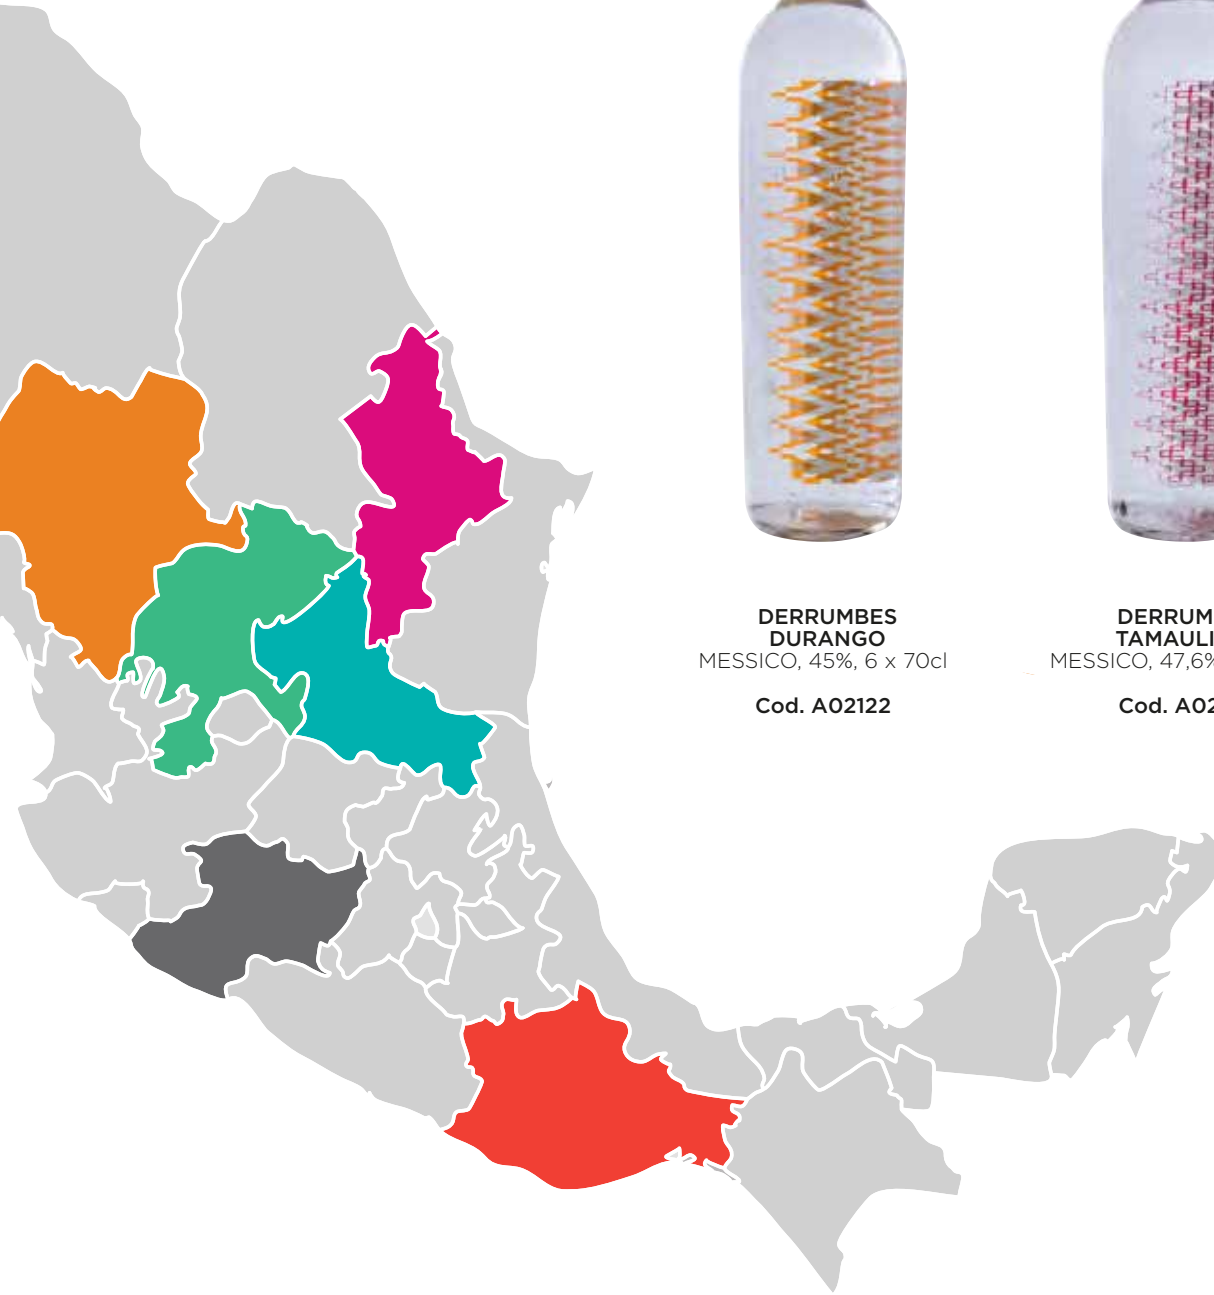 DERRUMBES
DURANGO
MESSICO, 45%, 6 x 70cl
Cod. A02122
DERRUM
TAMAULI
MESSICO, 47,6%
Cod. A02